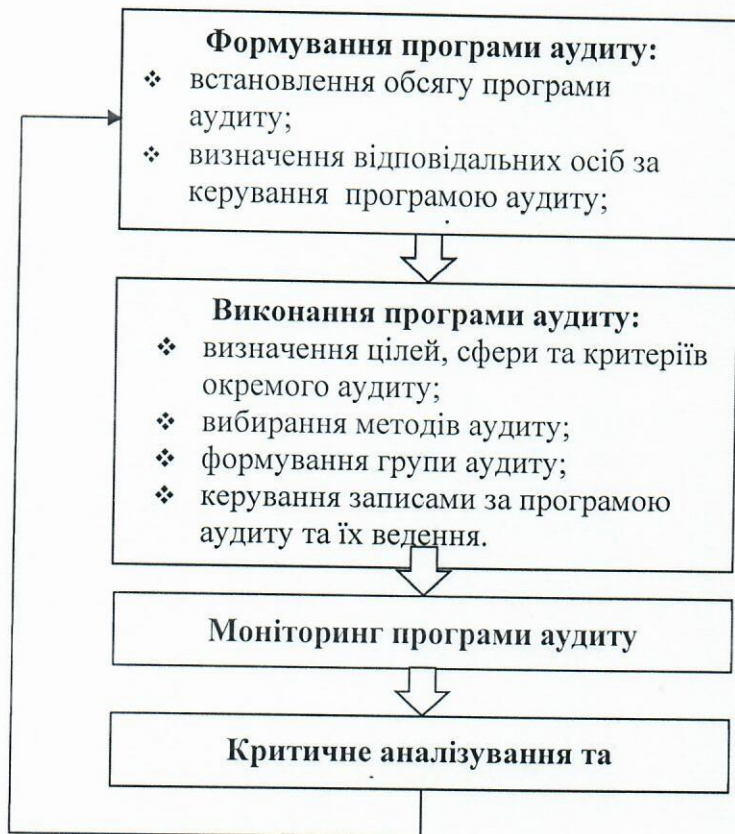 Формування програми аудиту:
❖ встановлення обсягу програми
аудиту;
❖ визначення відповідальних осіб за
керування програмою аудиту;
Виконання програми аудиту:
❖ визначення цілей, сфери та критеріїв
окремого аудиту;
❖ вибирання методів аудиту;
❖ формування групи аудиту;
❖ керування записами за програмою
аудиту та їх ведення.
Моніторинг програми аудиту
Критичне аналізування та